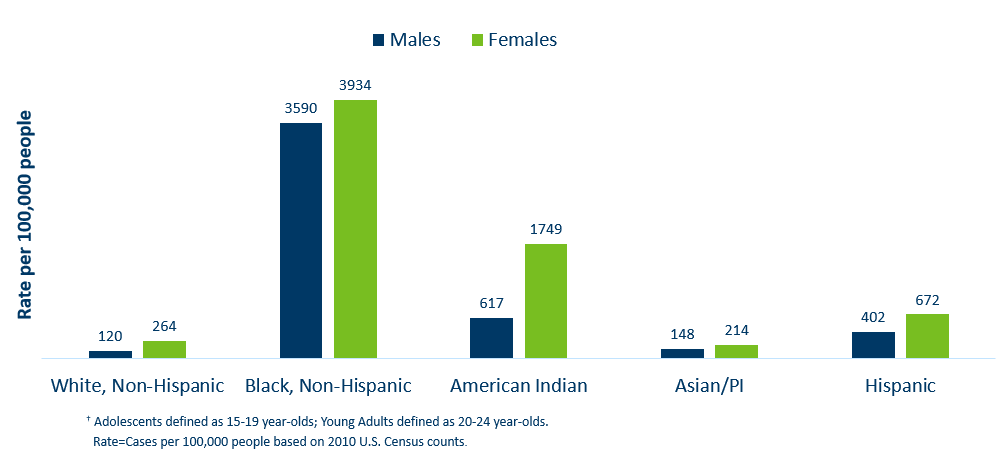 Males Females
Rate per 100,000 people
3590 3934
1749
120 264 617 148 214 402 672
White, Non-Hispanic Black, Non-Hispanic American Indian Asian/PI Hispanic
† Adolescents defined as 15-19 year-olds; Young Adults defined as 20-24 year-olds.
Rate=Cases per 100,000 people based on 2010 U.S. Census counts.